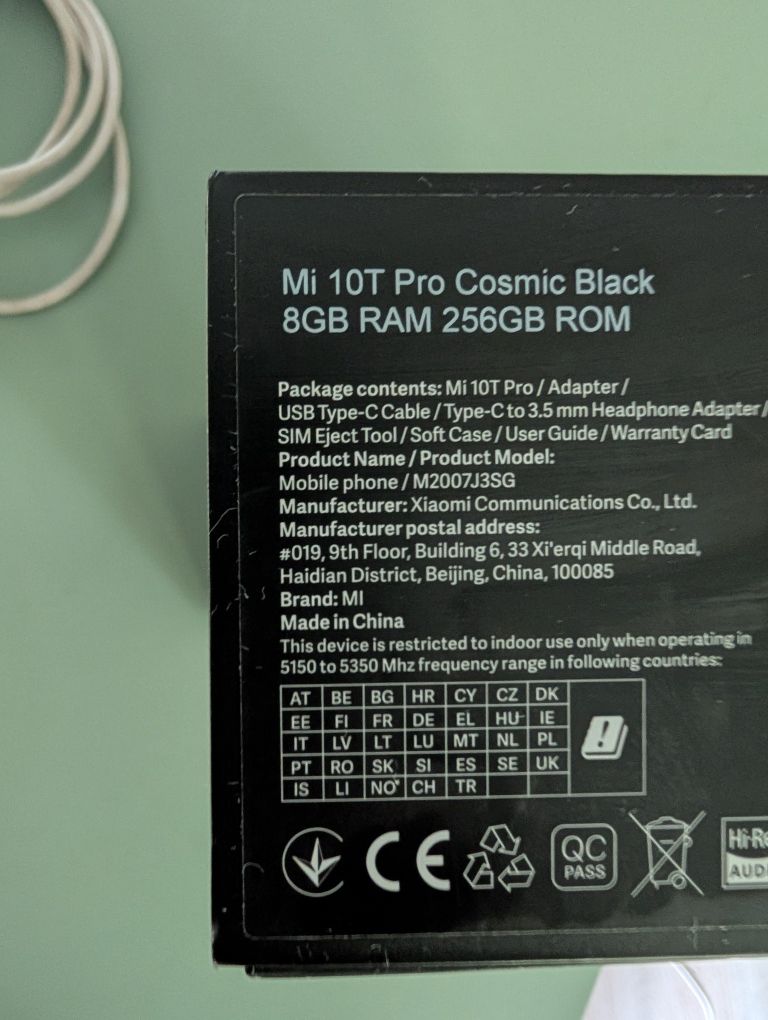 Mi 10T Pro Cosmic Black
8GB RAM 256GB ROM
Package contents: Mi 10T Pro / Adapter /
USB Type-C Cable / Type-C to 3.5 mm Headphone Adapter /
SIM Eject Tool / Soft Case / User Guide / Warranty Card
Product Name / Product Model:
Mobile phone / M2007J3SG
Manufacturer: Xiaomi Communications Co., Ltd.
Manufacturer postal address:
#019, 9th Floor, Building 6, 33 Xi'erqi Middle Road,
Haidian District, Beijing, China, 100085
Brand: MI
Made in China
This device is restricted to indoor use only when operating in
5150 to 5350 Mhz frequency range in following countries:
AT BE BG HR CY CZ DK
EE FI FR DE EL HU IE
IT LV LT LU MT NL PL
PT RO SK SI ES SE UK
IS LI NO CH TR
CE QC Hi-Re
PASS AUDI